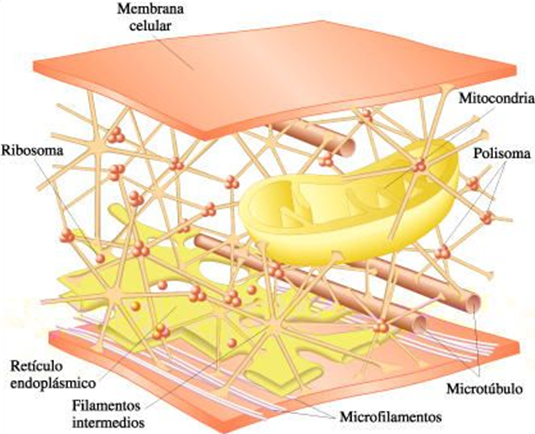 Membrana
celular
Mitocondria
Ribosoma
Polisoma
Retículo
endoplásmico
Filamentos
intermedios
Microfilamentos
Microtúbulo